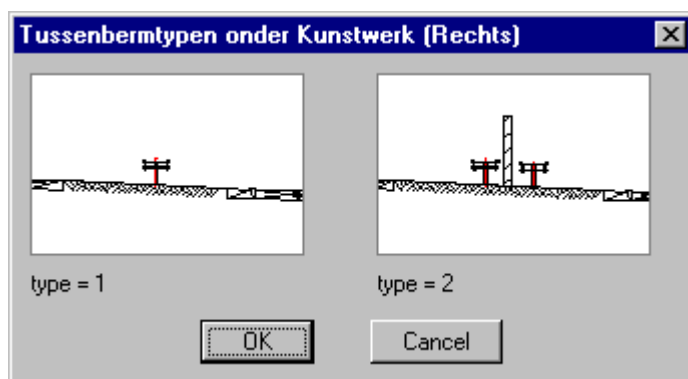 Tussenbermtypen onder Kunstwerk (Rechts)
type = 1
type = 2
OK
Cancel